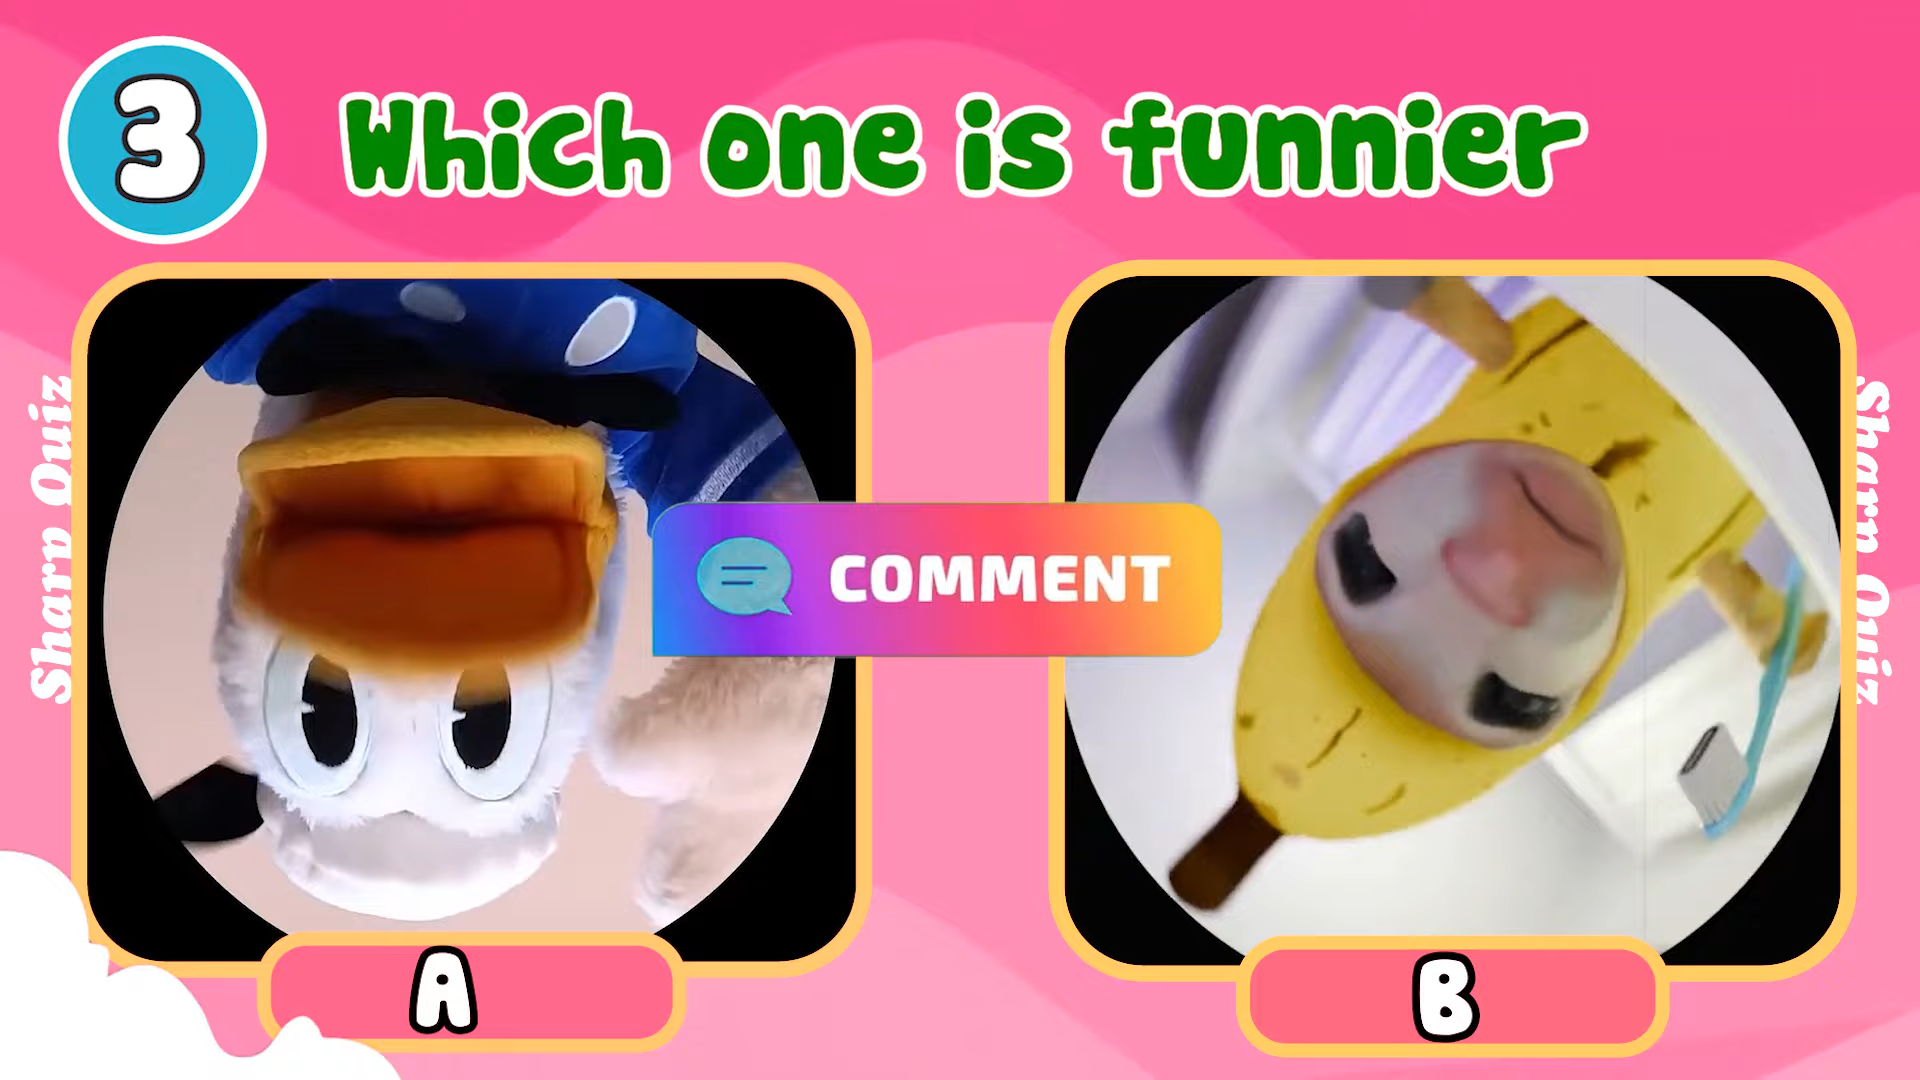 3
Which one is funnier
Sharp Quiz
COMMENT
Sharp Quiz
A
B